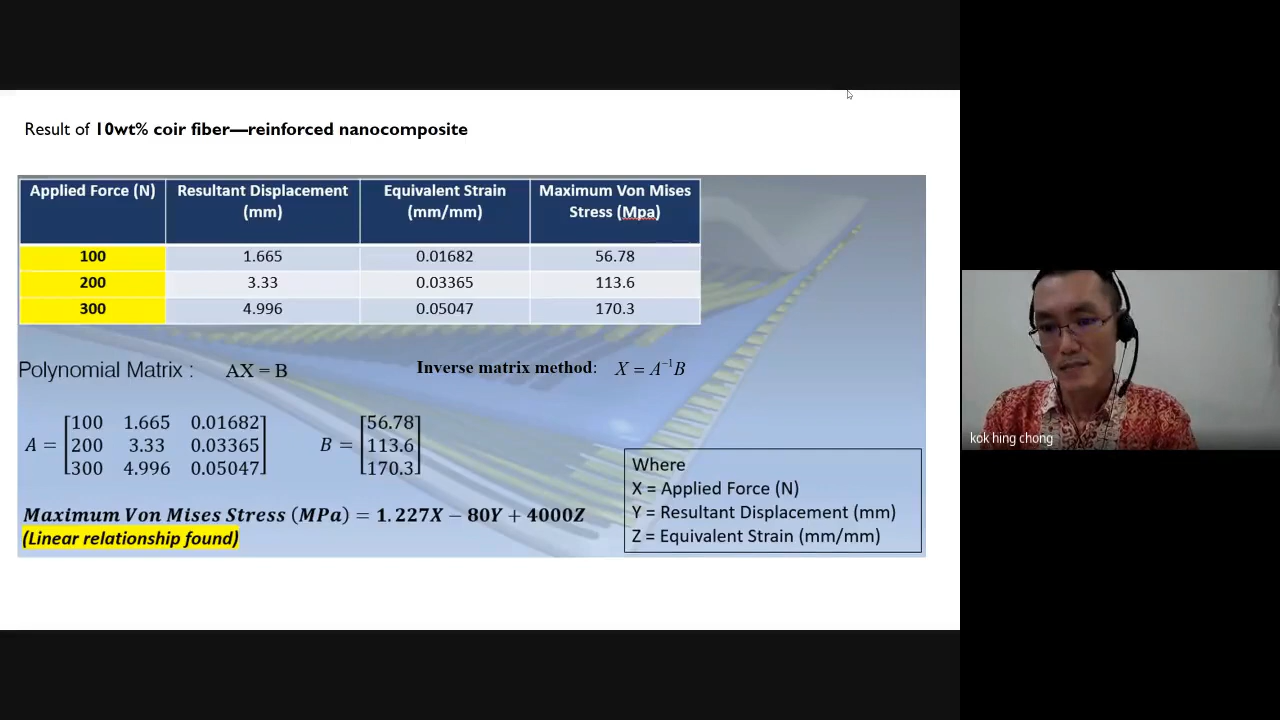 Result of 10wt% coir fiber—reinforced nanocomposite
Applied Force (N) Resultant Displacement (mm) Equivalent Strain (mm/mm) Maximum Von Mises Stress (Mpa)
100 1.665 0.01682 56.78
200 3.33 0.03365 113.6
300 4.996 0.05047 170.3
Polynomial Matrix : AX = B Inverse matrix method: X = A⁻¹B
A = [100 1.665 0.01682
200 3.33 0.03365
300 4.996 0.05047]
B = [56.78
113.6
170.3]
Maximum Von Mises Stress (MPa) = 1.227X − 80Y + 4000Z
(Linear relationship found)
Where
X = Applied Force (N)
Y = Resultant Displacement (mm)
Z = Equivalent Strain (mm/mm)
kok hing chong